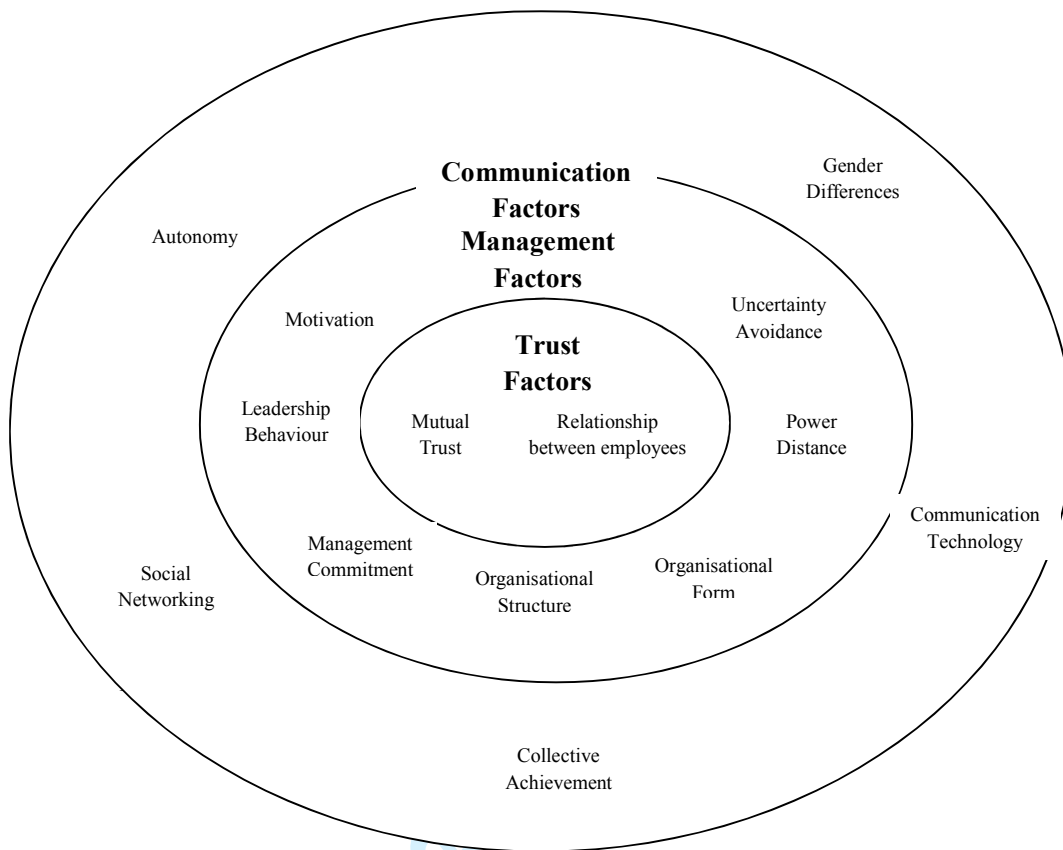 Communication
Factors
Management
Factors
Gender
Differences
Autonomy
Motivation
Uncertainty
Avoidance
Trust
Factors
Leadership
Behaviour
Mutual
Trust
Relationship
between employees
Power
Distance
Communication
Technology
Management
Commitment
Organisational
Structure
Organisational
Form
Social
Networking
Collective
Achievement